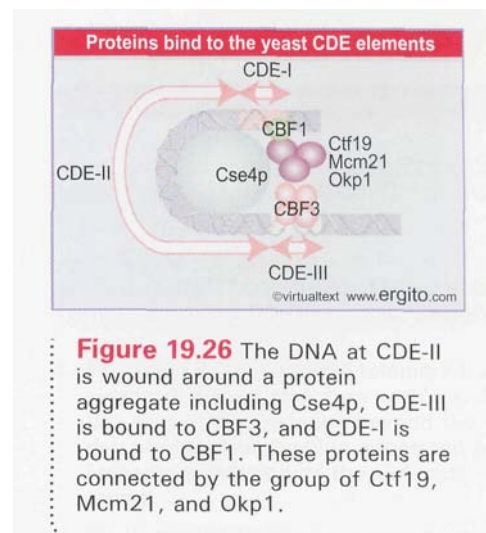 Proteins bind to the yeast CDE elements
CDE-I
CBF1
Ctf19
Mcm21
Okp1
CDE-II
Cse4p
CBF3
CDE-III
©virtualtext www.ergito.com
Figure 19.26 The DNA at CDE-II
is wound around a protein
aggregate including Cse4p, CDE-III
is bound to CBF3, and CDE-I is
bound to CBF1. These proteins are
connected by the group of Ctf19,
Mcm21, and Okp1.